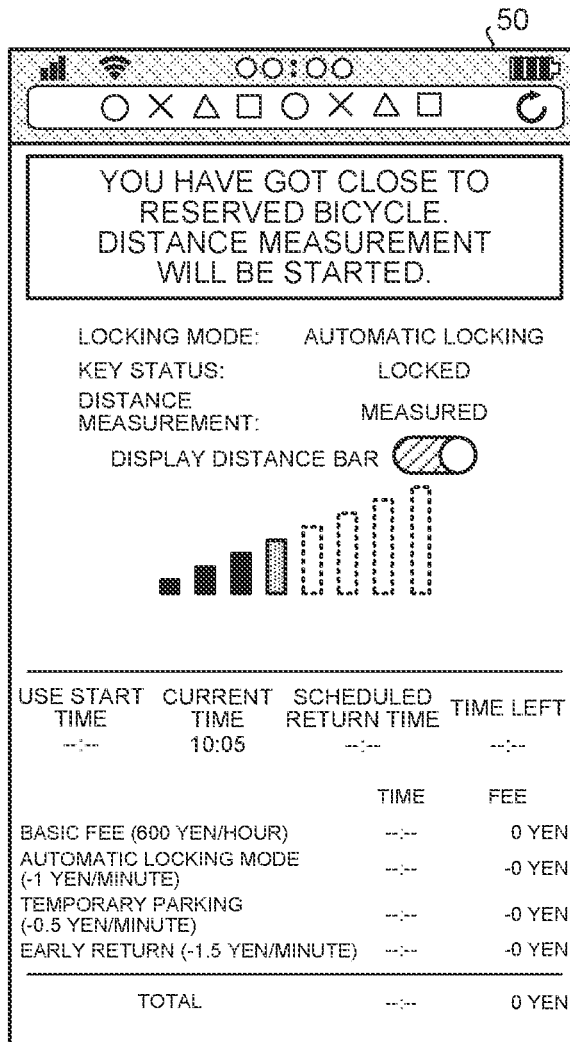 50
00:00
YOU HAVE GOT CLOSE TO
RESERVED BICYCLE.
DISTANCE MEASUREMENT
WILL BE STARTED.
LOCKING MODE: AUTOMATIC LOCKING
KEY STATUS: LOCKED
DISTANCE
MEASUREMENT: MEASURED
DISPLAY DISTANCE BAR
USE START TIME CURRENT TIME SCHEDULED RETURN TIME TIME LEFT
--:-- 10:05 --:-- --:--
TIME FEE
BASIC FEE (600 YEN/HOUR) --:-- 0 YEN
AUTOMATIC LOCKING MODE
(-1 YEN/MINUTE) --:-- -0 YEN
TEMPORARY PARKING
(-0.5 YEN/MINUTE) --:-- -0 YEN
EARLY RETURN (-1.5 YEN/MINUTE) --:-- -0 YEN
TOTAL --:-- 0 YEN